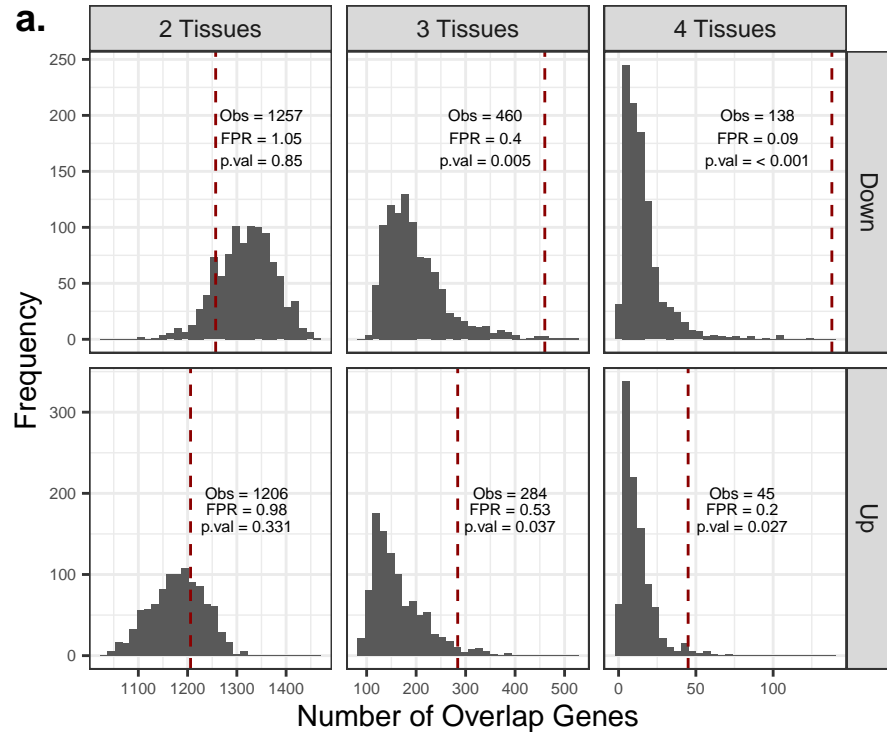 a.
2 Tissues
3 Tissues
4 Tissues
Frequency
250
200
150
100
50
0
Obs = 1257
FPR = 1.05
p.val = 0.85
Obs = 460
FPR = 0.4
p.val = 0.005
Obs = 138
FPR = 0.09
p.val = < 0.001
Down
300
200
100
0
Obs = 1206
FPR = 0.98
p.val = 0.331
Obs = 284
FPR = 0.53
p.val = 0.037
Obs = 45
FPR = 0.2
p.val = 0.027
Up
1100 1200 1300 1400
100 200 300 400 500
0 50 100
Number of Overlap Genes